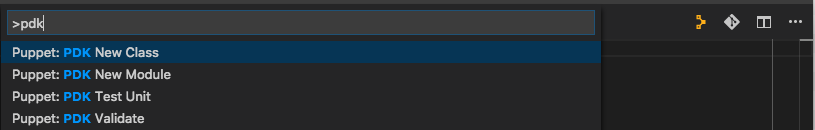 >pdk
Puppet: PDK New Class
Puppet: PDK New Module
Puppet: PDK Test Unit
Puppet: PDK Validate